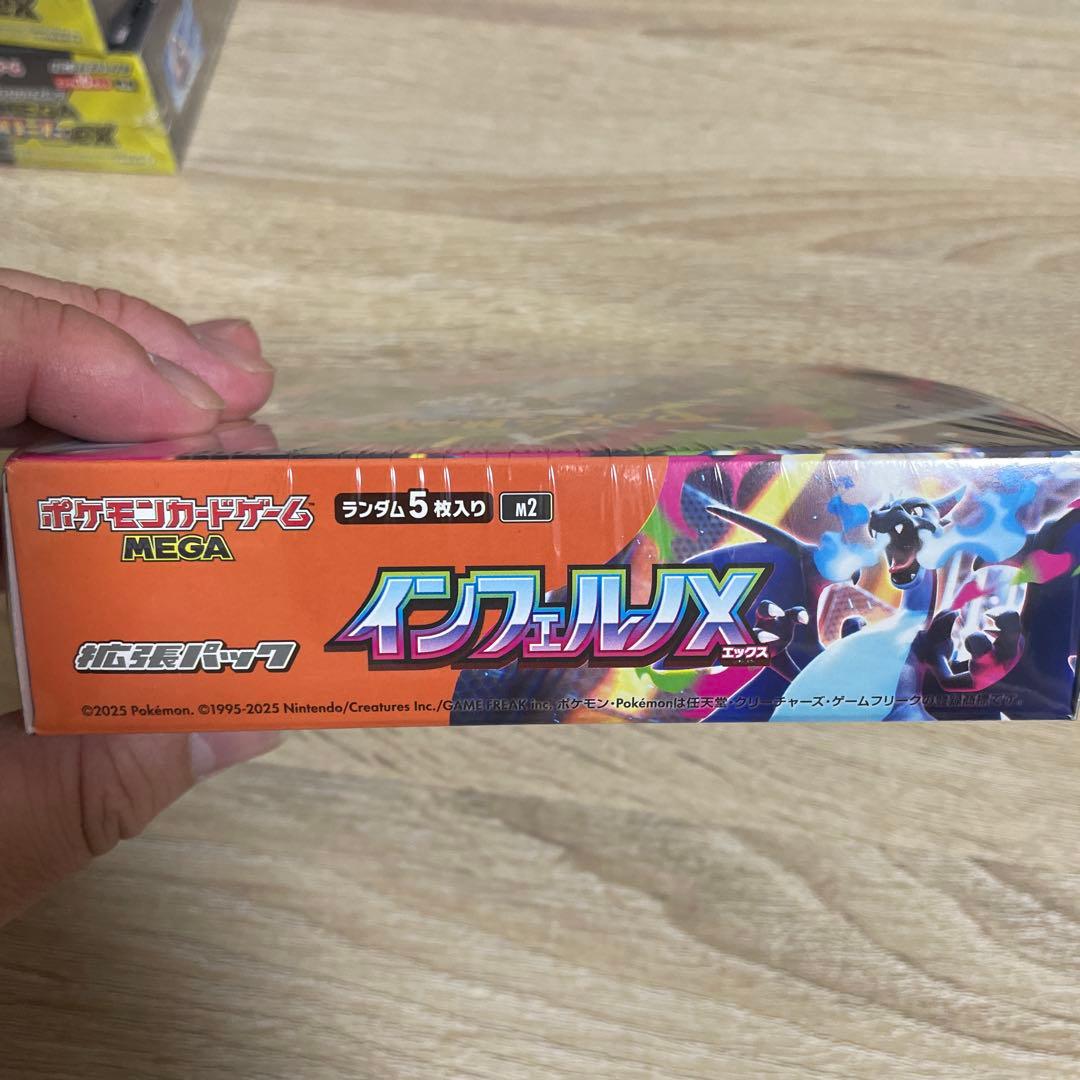 ポケモンカードゲーム
MEGA
ランダム5枚入り M2
インフェルノX
エックス
拡張パック
©2025 Pokémon. ©1995-2025 Nintendo/Creatures Inc./GAME FREAK inc. ポケモン・Pokémonは任天堂・クリーチャーズ・ゲームフリークの登録商標です。